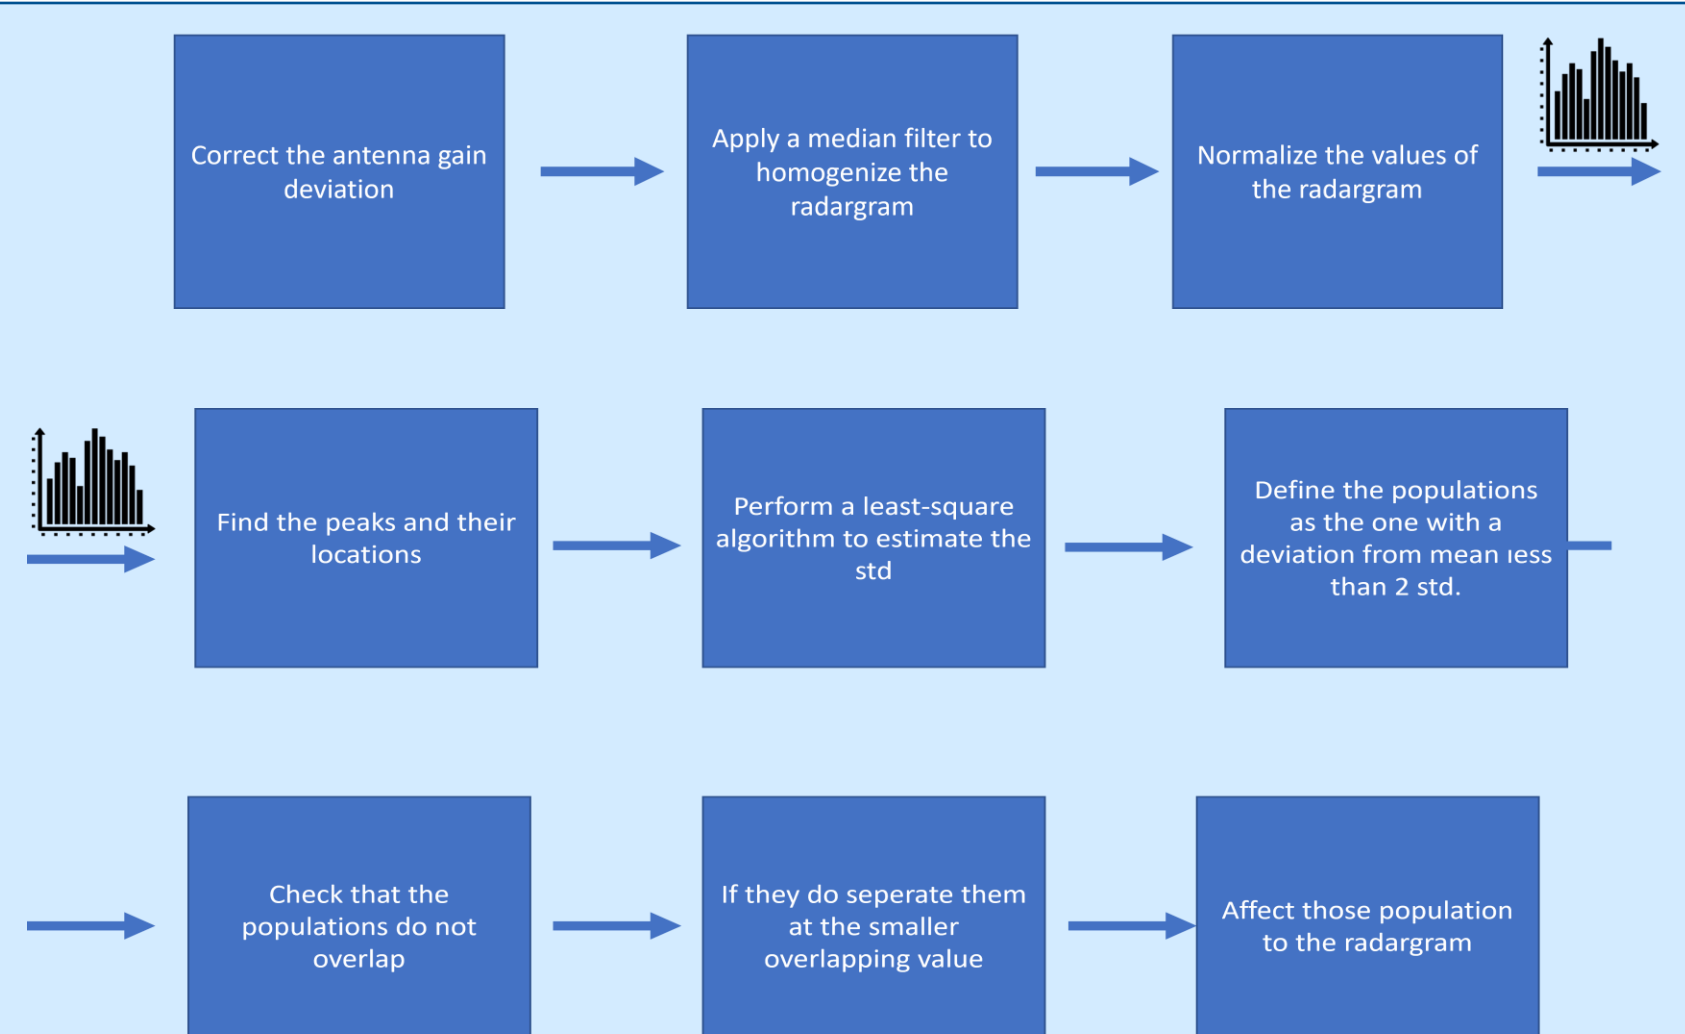 Correct the antenna gain
deviation
Apply a median filter to
homogenize the
radargram
Normalize the values of
the radargram
Find the peaks and their
locations
Perform a least-square
algorithm to estimate the
std
Define the populations
as the one with a
deviation from mean less
than 2 std.
Check that the
populations do not
overlap
If they do seperate them
at the smaller
overlapping value
Affect those population
to the radargram